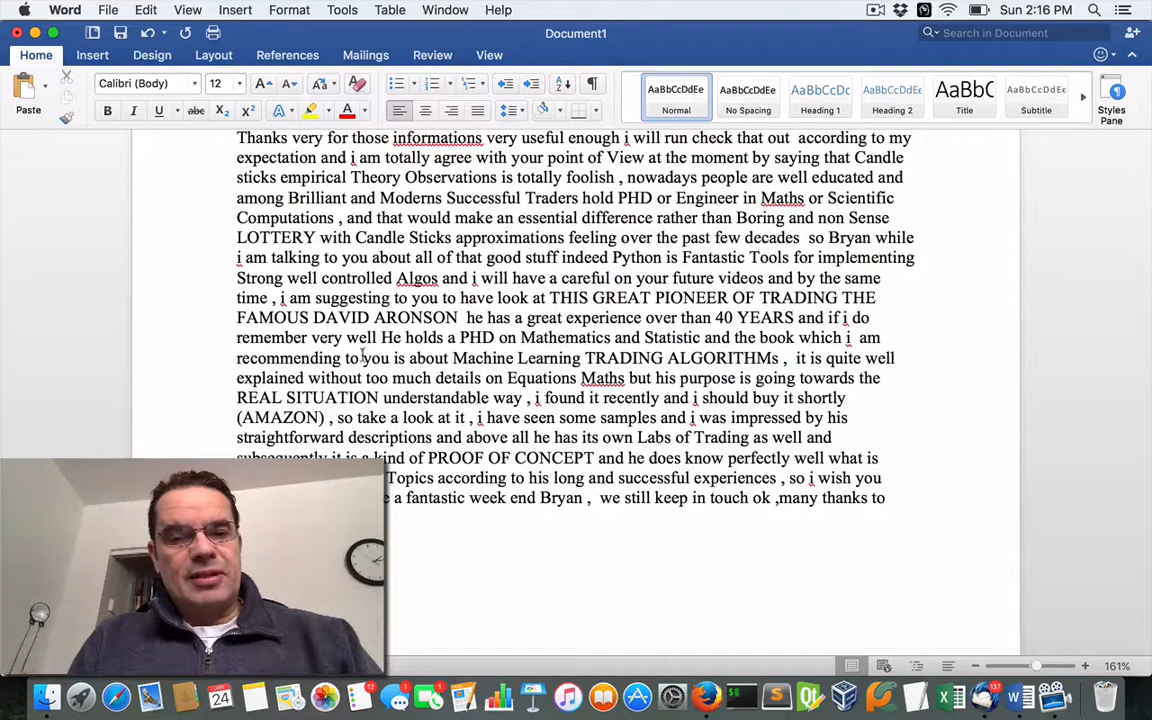 Word File Edit View Insert Format Tools Table Window Help Sun 2:16 PM
Document1
Search in Document
Home Insert Design Layout References Mailings Review View
Paste
Calibri (Body) 12
B I U abc X2 X2 A A
AaBbCcDdEe AaBbCcDdEe AaBbCcDc AaBbCcDdEe AaBbC AaBbCcDdEe
Normal No Spacing Heading 1 Heading 2 Title Subtitle
Styles
Pane
Thanks very for those informations very useful enough i will run check that out according to my
expectation and i am totally agree with your point of View at the moment by saying that Candle
sticks empirical Theory Observations is totally foolish , nowadays people are well educated and
among Brilliant and Moderns Successful Traders hold PHD or Engineer in Maths or Scientific
Computations , and that would make an essential difference rather than Boring and non Sense
LOTTERY with Candle Sticks approximations feeling over the past few decades so Bryan while
i am talking to you about all of that good stuff indeed Python is Fantastic Tools for implementing
Strong well controlled Algos and i will have a careful on your future videos and by the same
time , i am suggesting to you to have look at THIS GREAT PIONEER OF TRADING THE
FAMOUS DAVID ARONSON he has a great experience over than 40 YEARS and if i do
remember very well He holds a PHD on Mathematics and Statistic and the book which i am
recommending to you is about Machine Learning TRADING ALGORITHMs , it is quite well
explained without too much details on Equations Maths but his purpose is going towards the
REAL SITUATION understandable way , i found it recently and i should buy it shortly
(AMAZON) , so take a look at it , i have seen some samples and i was impressed by his
straightforward descriptions and above all he has its own Labs of Trading as well and
subsequently it is a kind of PROOF OF CONCEPT and he does know perfectly well what is
Topics according to his long and successful experiences , so i wish you
e a fantastic week end Bryan , we still keep in touch ok ,many thanks to
161%
JAN
24
12
137